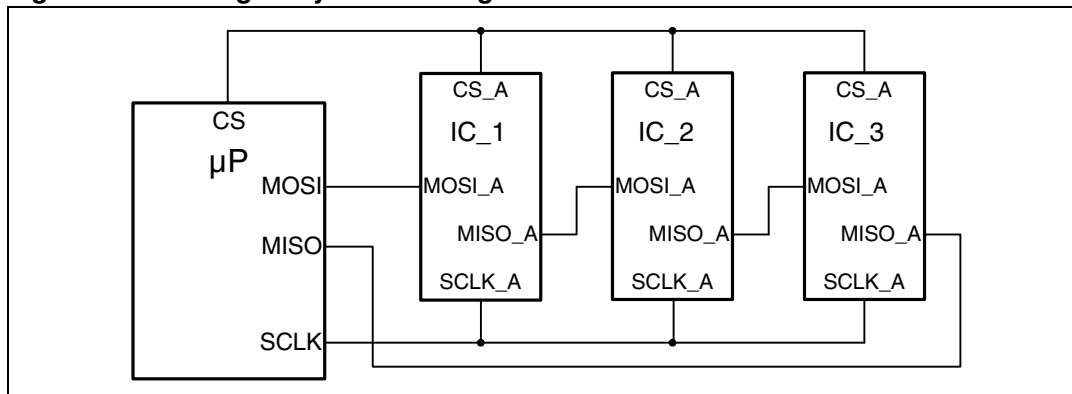 CS
µP
MOSI
MISO
SCLK
CS_A
IC_1
MOSI_A
MISO_A
SCLK_A
CS_A
IC_2
MOSI_A
MISO_A
SCLK_A
CS_A
IC_3
MOSI_A
MISO_A
SCLK_A